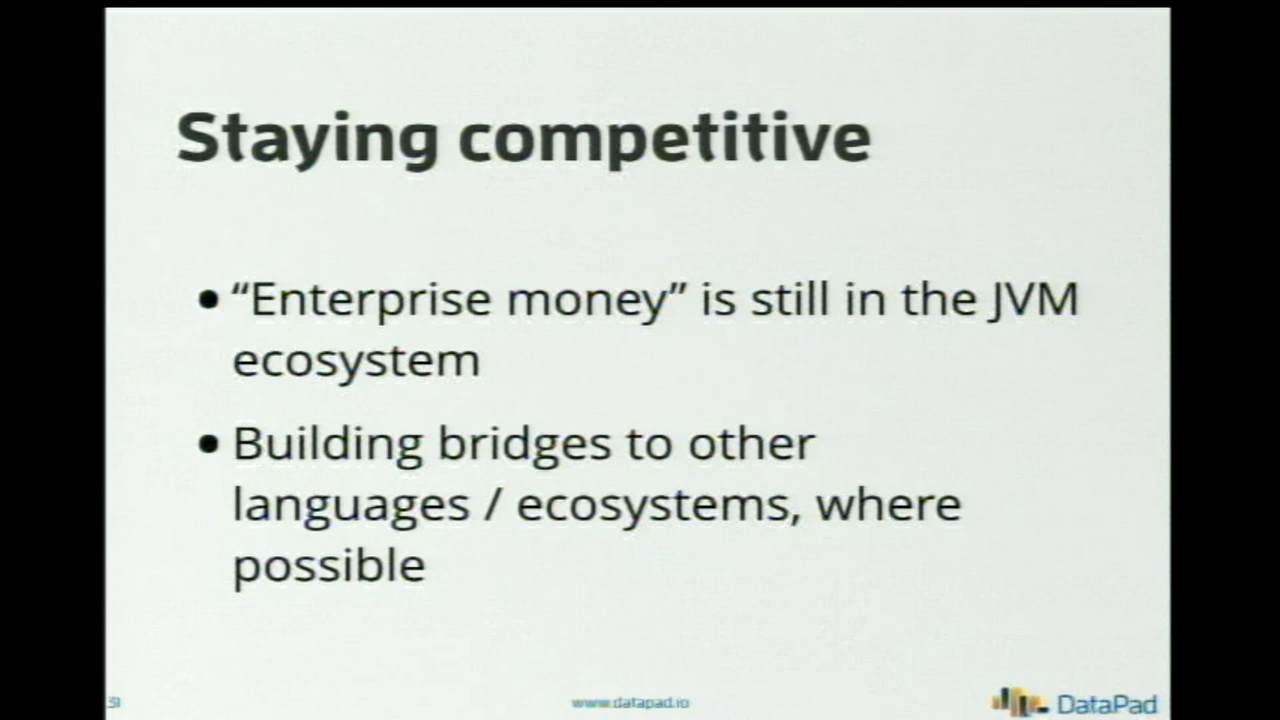 Staying competitive
• “Enterprise money” is still in the JVM
ecosystem
• Building bridges to other
languages / ecosystems, where
possible
31
www.datapad.io
DataPad